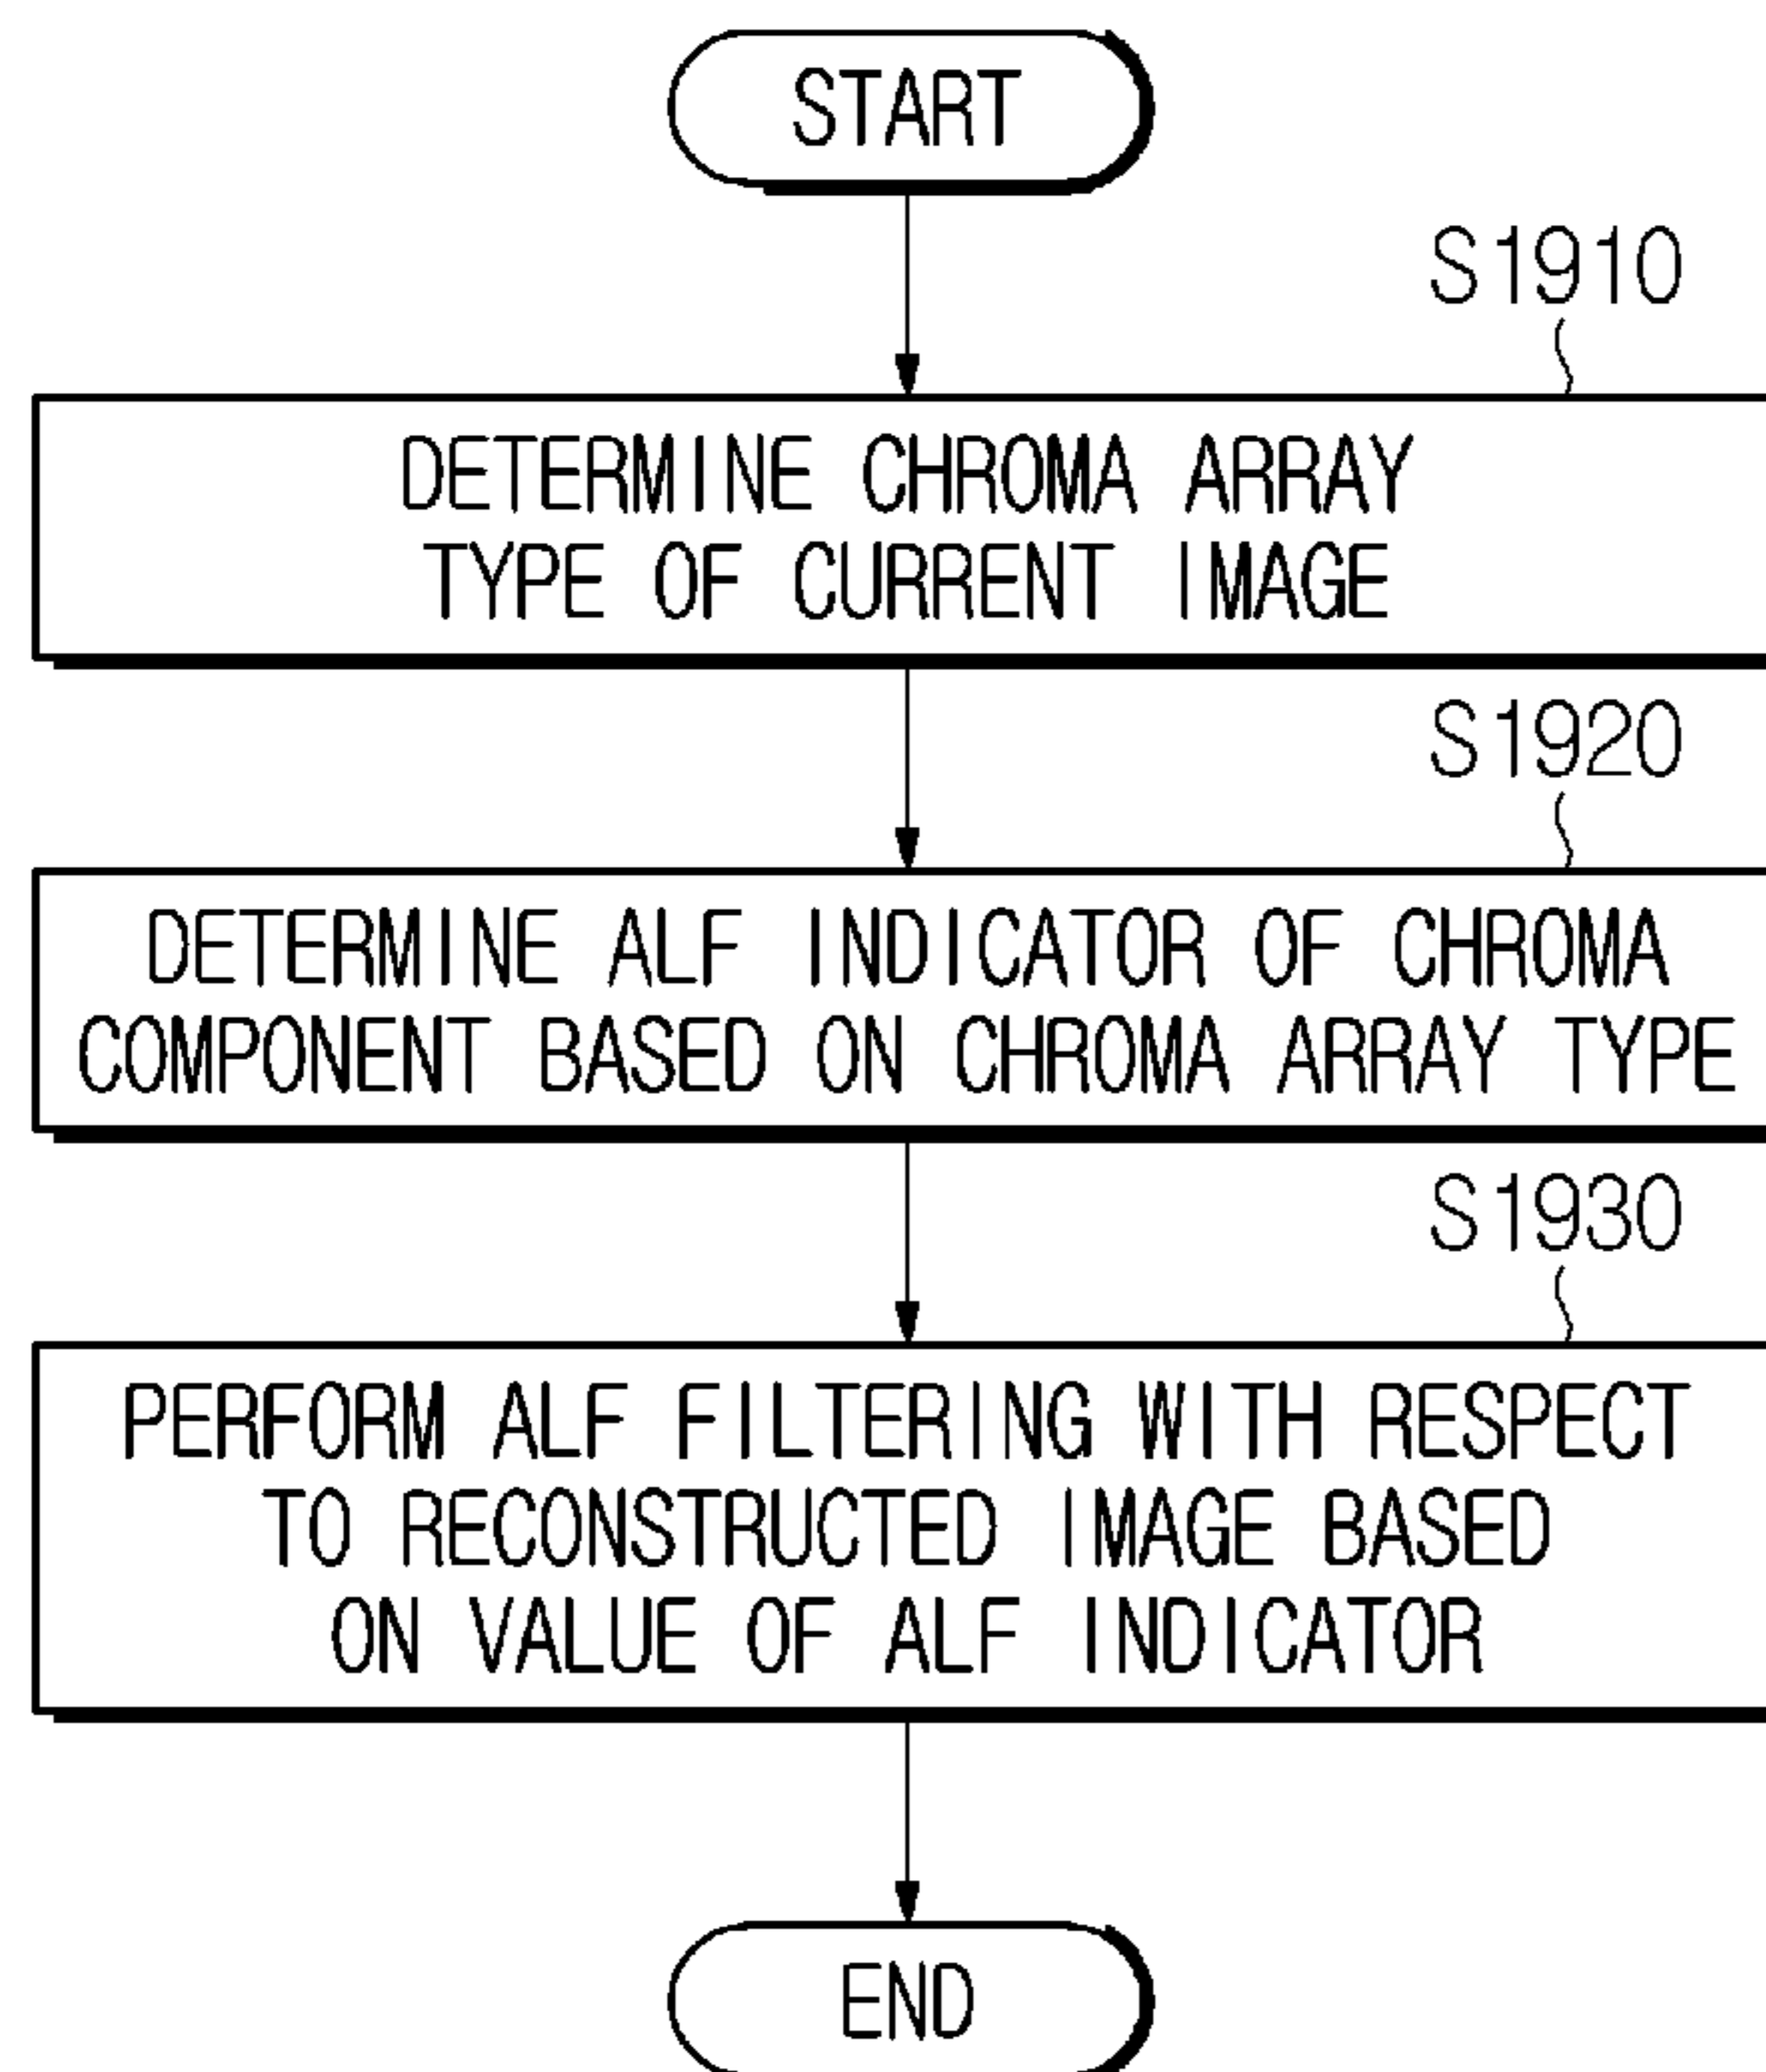 START
S1910
DETERMINE CHROMA ARRAY
TYPE OF CURRENT IMAGE
S1920
DETERMINE ALF INDICATOR OF CHROMA
COMPONENT BASED ON CHROMA ARRAY TYPE
S1930
PERFORM ALF FILTERING WITH RESPECT
TO RECONSTRUCTED IMAGE BASED
ON VALUE OF ALF INDICATOR
END